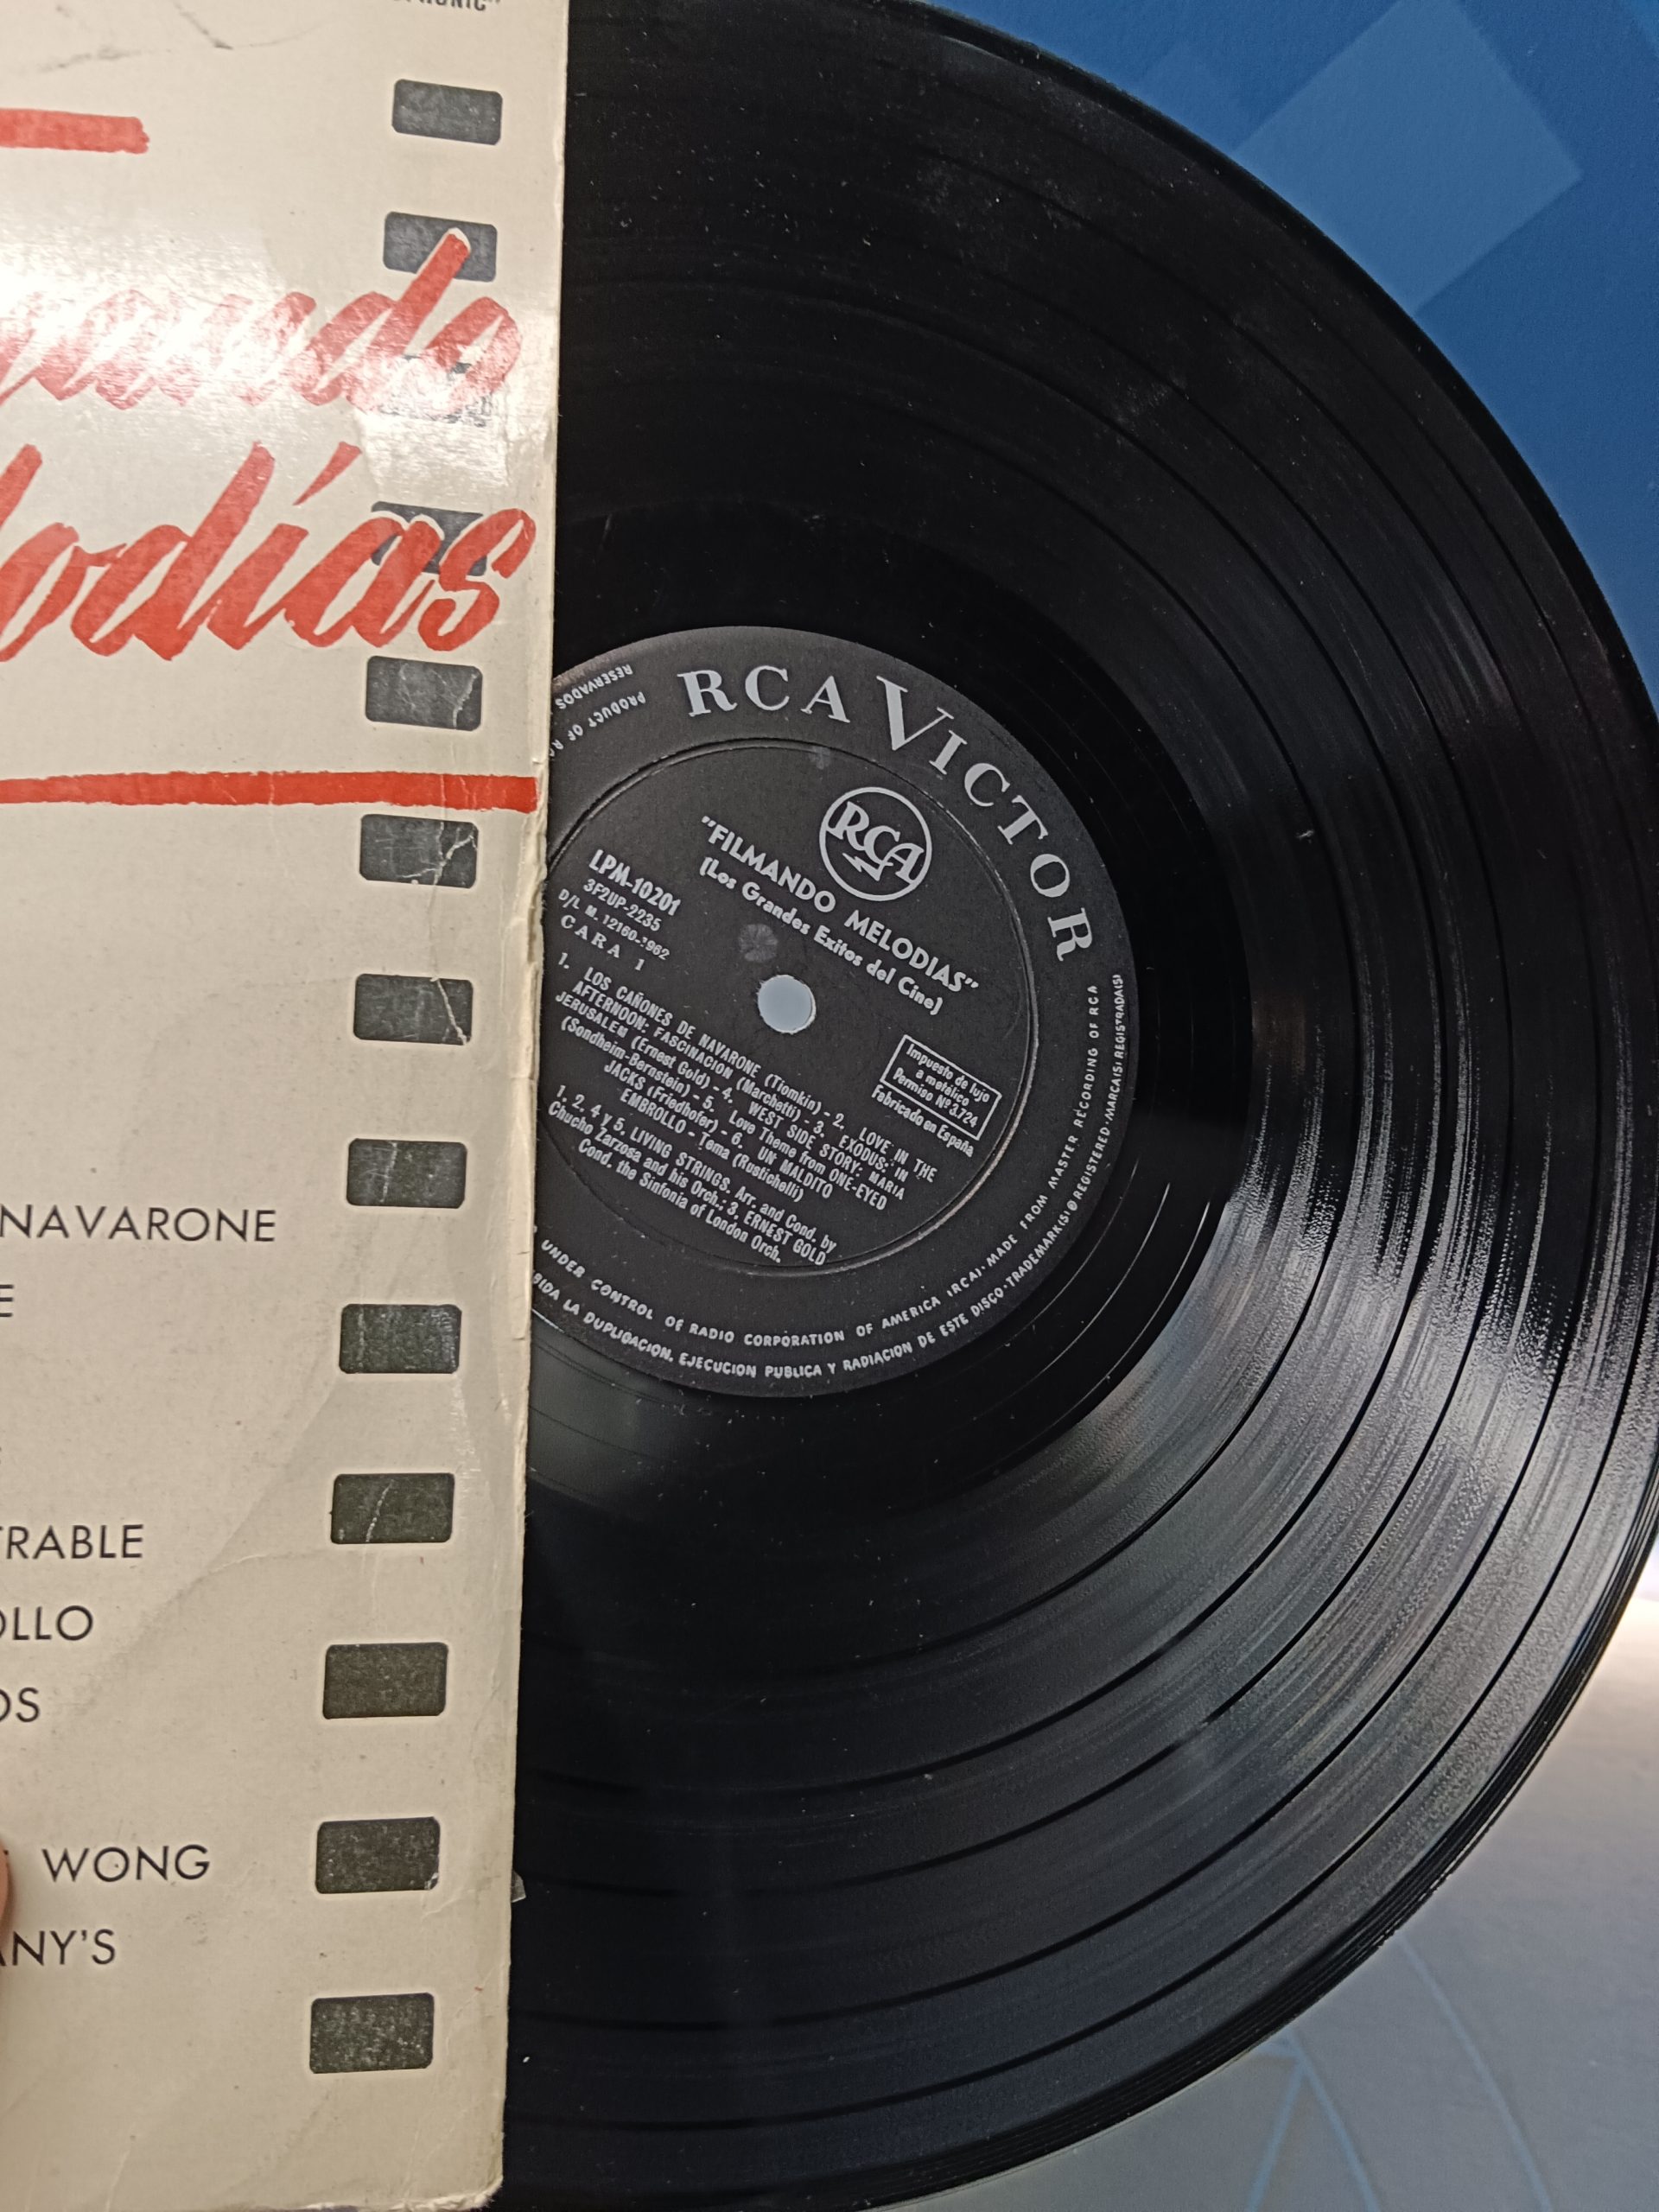 odías
NAVARONE
E
TRABLE
OLLO
OS
WONG
ANY'S
RCA VICTOR
RCA
"FILMANDO MELODIAS"
(Los Grandes Exitos del Cine)
LPM-10201
3F2UP-2235
D/L M. 12160-1962
CARA 1
Impuesto de lujo
a metálico
Permiso Nº 3.724
Fabricado en España
1. LOS CAÑONES DE NAVARONE (Tiomkin) - 2. LOVE IN THE
AFTERNOON: FASCINACION (Marchetti) - 3. EXODUS: IN
JERUSALEM (Ernest Gold) - 4. WEST SIDE STORY: MARIA
(Sondheim-Bernstein) - 5. Love Theme from ONE-EYED
JACKS (Friedhofer) - 6. UN MALDITO
EMBROLLO - Tema (Rustichelli)
1, 2, 4 y 5, LIVING STRINGS, Arr. and Cond. by
Chucho Zarzosa and his Orch.; 3, ERNEST GOLD
Cond. the Sinfonia of London Orch.
PRODUCT OF
RESERVADOS
UNDER CONTROL OF RADIO CORPORATION OF AMERICA (RCA)·MADE FROM MASTER RECORDING OF RCA
BIDA LA DUPLICACION, EJECUCION PUBLICA Y RADIACION DE ESTE DISCO·TRADEMARK(S)®REGISTERED·MARCA(S) REGISTRADA(S)